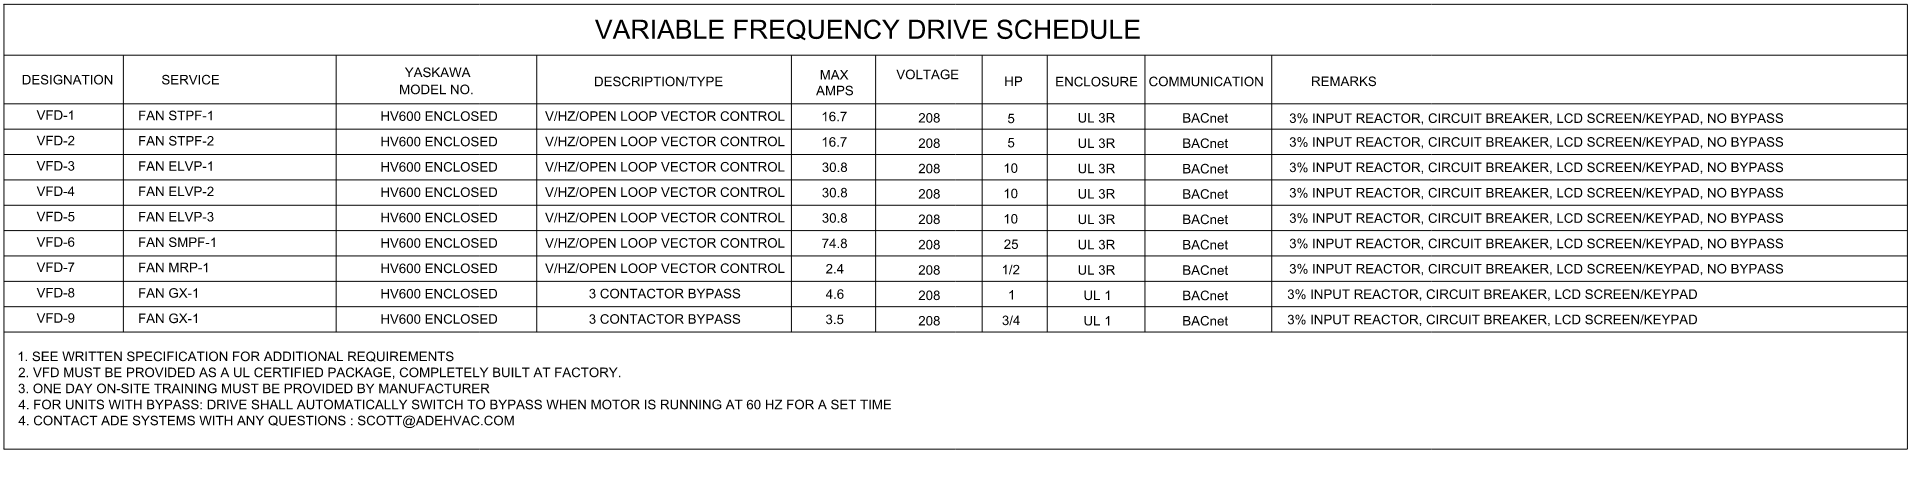 VARIABLE FREQUENCY DRIVE SCHEDULE
DESIGNATION SERVICE YASKAWA MODEL NO. DESCRIPTION/TYPE MAX AMPS VOLTAGE HP ENCLOSURE COMMUNICATION REMARKS
VFD-1 FAN STPF-1 HV600 ENCLOSED V/HZ/OPEN LOOP VECTOR CONTROL 16.7 208 5 UL 3R BACnet 3% INPUT REACTOR, CIRCUIT BREAKER, LCD SCREEN/KEYPAD, NO BYPASS
VFD-2 FAN STPF-2 HV600 ENCLOSED V/HZ/OPEN LOOP VECTOR CONTROL 16.7 208 5 UL 3R BACnet 3% INPUT REACTOR, CIRCUIT BREAKER, LCD SCREEN/KEYPAD, NO BYPASS
VFD-3 FAN ELVP-1 HV600 ENCLOSED V/HZ/OPEN LOOP VECTOR CONTROL 30.8 208 10 UL 3R BACnet 3% INPUT REACTOR, CIRCUIT BREAKER, LCD SCREEN/KEYPAD, NO BYPASS
VFD-4 FAN ELVP-2 HV600 ENCLOSED V/HZ/OPEN LOOP VECTOR CONTROL 30.8 208 10 UL 3R BACnet 3% INPUT REACTOR, CIRCUIT BREAKER, LCD SCREEN/KEYPAD, NO BYPASS
VFD-5 FAN ELVP-3 HV600 ENCLOSED V/HZ/OPEN LOOP VECTOR CONTROL 30.8 208 10 UL 3R BACnet 3% INPUT REACTOR, CIRCUIT BREAKER, LCD SCREEN/KEYPAD, NO BYPASS
VFD-6 FAN SMPF-1 HV600 ENCLOSED V/HZ/OPEN LOOP VECTOR CONTROL 74.8 208 25 UL 3R BACnet 3% INPUT REACTOR, CIRCUIT BREAKER, LCD SCREEN/KEYPAD, NO BYPASS
VFD-7 FAN MRP-1 HV600 ENCLOSED V/HZ/OPEN LOOP VECTOR CONTROL 2.4 208 1/2 UL 3R BACnet 3% INPUT REACTOR, CIRCUIT BREAKER, LCD SCREEN/KEYPAD, NO BYPASS
VFD-8 FAN GX-1 HV600 ENCLOSED 3 CONTACTOR BYPASS 4.6 208 1 UL 1 BACnet 3% INPUT REACTOR, CIRCUIT BREAKER, LCD SCREEN/KEYPAD
VFD-9 FAN GX-1 HV600 ENCLOSED 3 CONTACTOR BYPASS 3.5 208 3/4 UL 1 BACnet 3% INPUT REACTOR, CIRCUIT BREAKER, LCD SCREEN/KEYPAD
1. SEE WRITTEN SPECIFICATION FOR ADDITIONAL REQUIREMENTS
2. VFD MUST BE PROVIDED AS A UL CERTIFIED PACKAGE, COMPLETELY BUILT AT FACTORY.
3. ONE DAY ON-SITE TRAINING MUST BE PROVIDED BY MANUFACTURER
4. FOR UNITS WITH BYPASS: DRIVE SHALL AUTOMATICALLY SWITCH TO BYPASS WHEN MOTOR IS RUNNING AT 60 HZ FOR A SET TIME
4. CONTACT ADE SYSTEMS WITH ANY QUESTIONS : SCOTT@ADEHVAC.COM